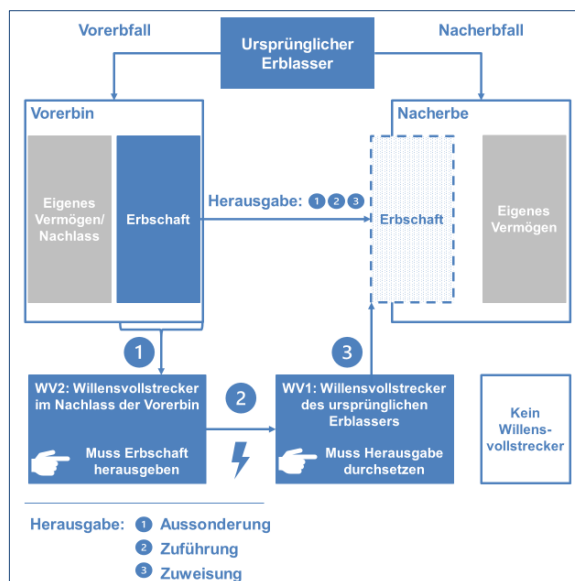 Vorerbfall
Ursprünglicher
Erblasser
Nacherbfall
Vorerbin
Nacherbe
Eigenes
Vermögen/
Nachlass
Erbschaft
Herausgabe: 1 2 3
Erbschaft
Eigenes
Vermögen
1
3
WV2: Willensvollstrecker
im Nachlass der Vorerbin
Muss Erbschaft
herausgeben
2
WV1: Willensvollstrecker
des ursprünglichen
Erblassers
Muss Herausgabe
durchsetzen
Kein
Willens-
vollstrecker
Herausgabe: 1 Aussonderung
2 Zuführung
3 Zuweisung